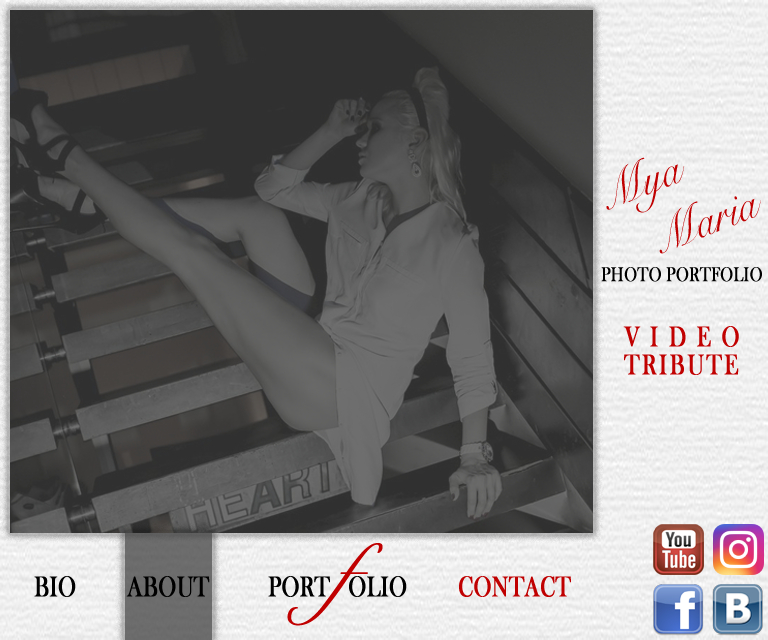 Mya
Maria
PHOTO PORTFOLIO
VIDEO
TRIBUTE
HEART
BIO
ABOUT
PORTfOLIO
CONTACT
You
Tube
f
B